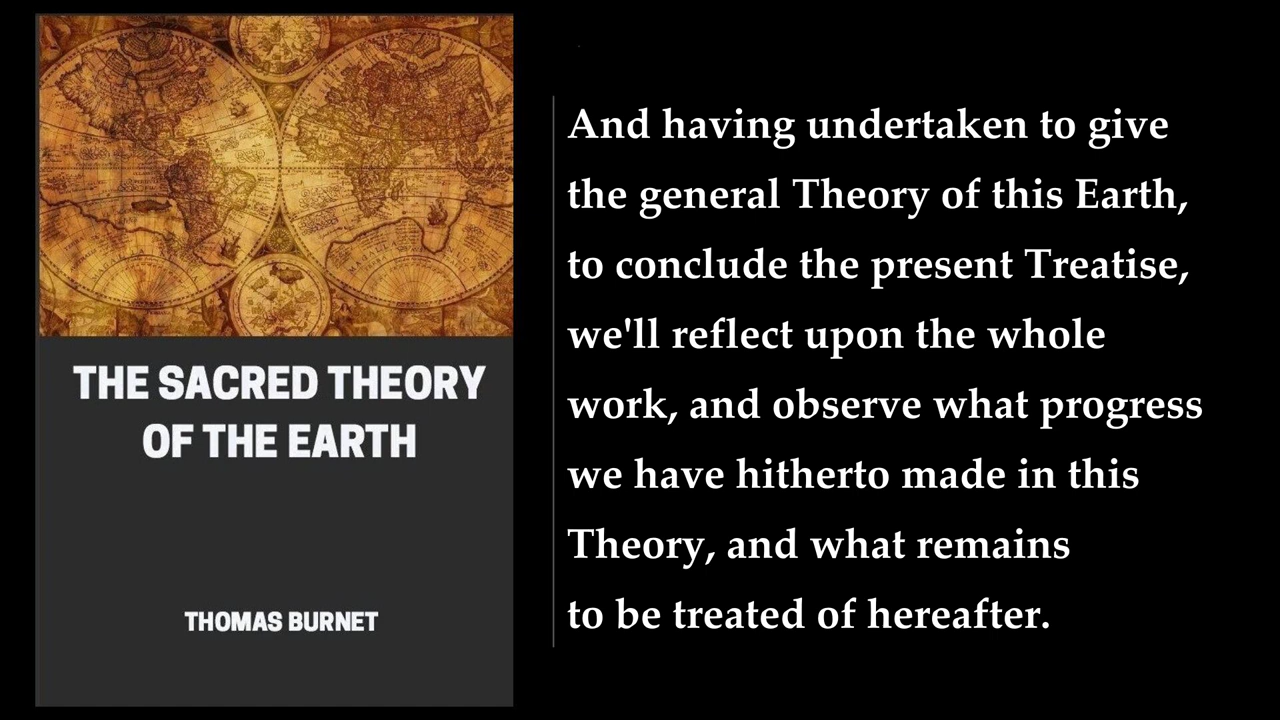 THE SACRED THEORY
OF THE EARTH
THOMAS BURNET
And having undertaken to give
the general Theory of this Earth,
to conclude the present Treatise,
we'll reflect upon the whole
work, and observe what progress
we have hitherto made in this
Theory, and what remains
to be treated of hereafter.